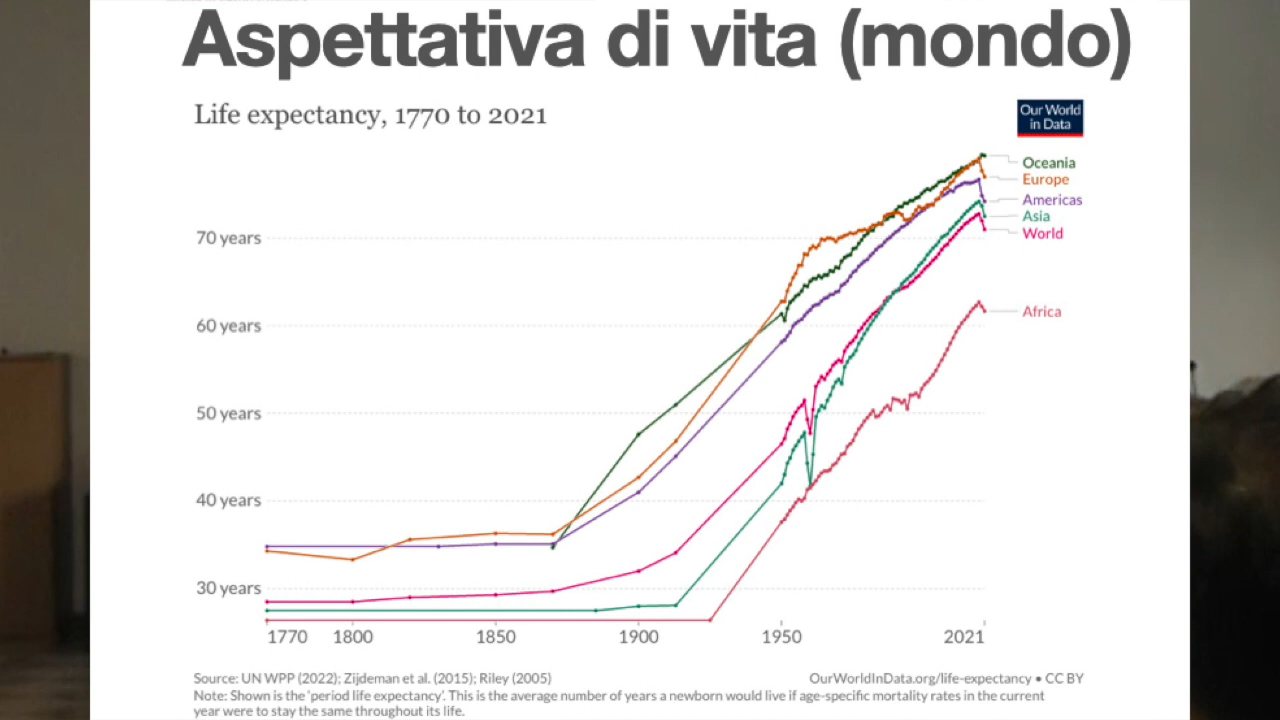 Aspettativa di vita (mondo)
Life expectancy, 1770 to 2021
Our World
in Data
Oceania
Europe
Americas
Asia
World
Africa
70 years
60 years
50 years
40 years
30 years
1770 1800 1850 1900 1950 2021
Source: UN WPP (2022); Zijdeman et al. (2015); Riley (2005)
OurWorldInData.org/life-expectancy • CC BY
Note: Shown is the 'period life expectancy'. This is the average number of years a newborn would live if age-specific mortality rates in the current
year were to stay the same throughout its life.